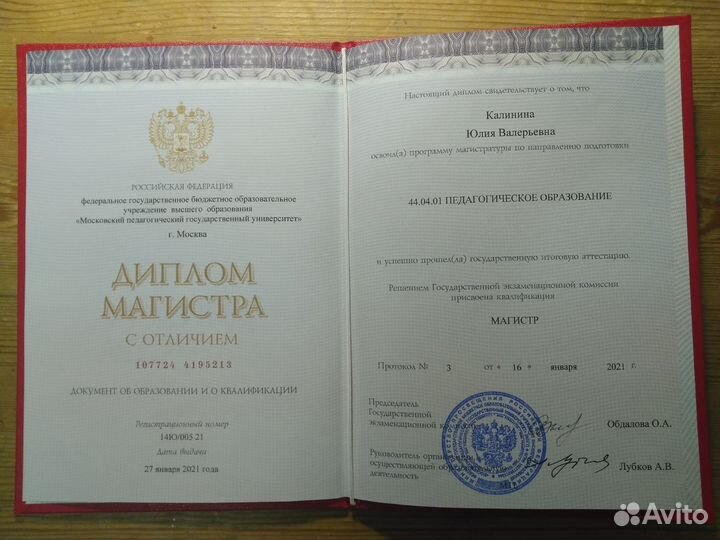 РОССИЙСКАЯ ФЕДЕРАЦИЯ
федеральное государственное бюджетное образовательное
учреждение высшего образования
«Московский педагогический государственный университет»
г. Москва
ДИПЛОМ
МАГИСТРА
С ОТЛИЧИЕМ
107724 4195213
ДОКУМЕНТ ОБ ОБРАЗОВАНИИ И О КВАЛИФИКАЦИИ
Регистрационный номер
14Ю/005 21
Дата выдачи
27 января 2021 года
Настоящий диплом свидетельствует о том, что
Калинина
Юлия Валерьевна
освоил(а) программу магистратуры по направлению подготовки
44.04.01 ПЕДАГОГИЧЕСКОЕ ОБРАЗОВАНИЕ
и успешно прошел(ла) государственную итоговую аттестацию.
Решением Государственной экзаменационной комиссии
присвоена квалификация
МАГИСТР
Протокол № 3 от « 16 » января 2021 г.
Председатель
Государственной
экзаменационной
Обдалова О.А.
Руководитель
осуществляющей
деятельность
Лубков А.В.
Avito